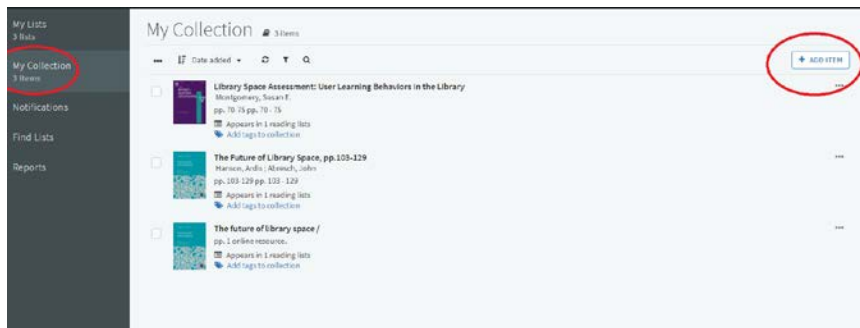 My Lists
3 lists
My Collection
3 items
Notifications
Find Lists
Reports
My Collection 3 items
Date added
+ ADD ITEM
Library Space Assessment: User Learning Behaviors in the Library
Montgomery, Susan E.
pp. 70-75 pp. 70 - 75
Appears in 1 reading lists
Add tags to collection
The Future of Library Space, pp.103-129
Hanson, Ardis ; Abresch, John
pp. 103-129 pp. 103 - 129
Appears in 1 reading lists
Add tags to collection
The future of library space /
pp. 1 online resource.
Appears in 1 reading lists
Add tags to collection